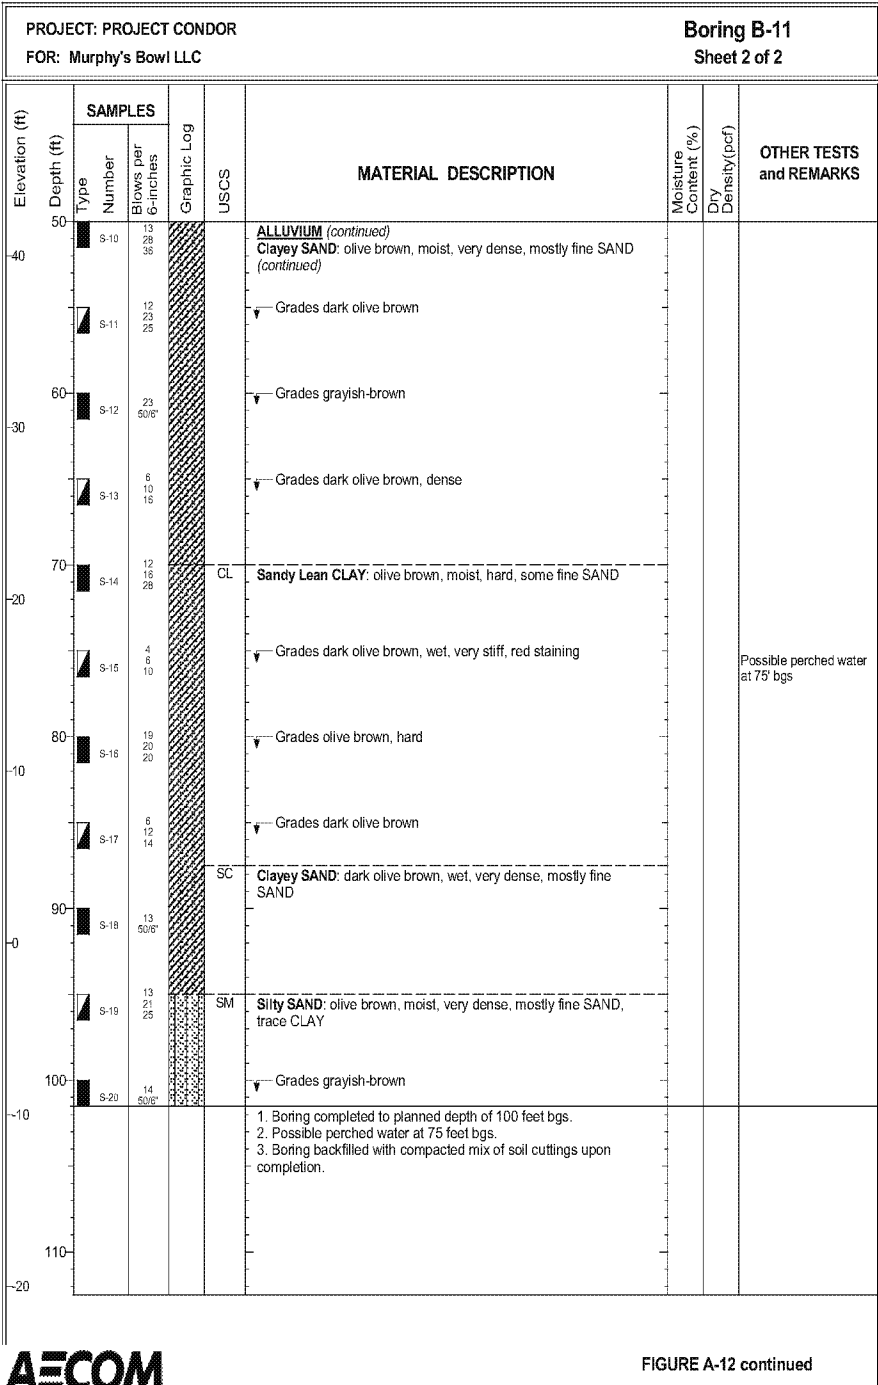 PROJECT: PROJECT CONDOR
FOR: Murphy's Bowl LLC
Boring B-11
Sheet 2 of 2
Elevation (ft)
Depth (ft)
SAMPLES
Type
Number
Blows per
6-inches
Graphic Log
USCS
MATERIAL DESCRIPTION
Moisture
Content (%)
Dry
Density(pcf)
OTHER TESTS
and REMARKS
50
S-10
13
28
36
ALLUVIUM (continued)
Clayey SAND: olive brown, moist, very dense, mostly fine SAND
(continued)
-40
S-11
12
23
25
Grades dark olive brown
60
S-12
23
50/6"
Grades grayish-brown
-30
S-13
6
10
16
Grades dark olive brown, dense
70
S-14
12
16
28
CL
Sandy Lean CLAY: olive brown, moist, hard, some fine SAND
-20
S-15
4
6
10
Grades dark olive brown, wet, very stiff, red staining
Possible perched water
at 75' bgs
80
S-16
19
20
20
Grades olive brown, hard
-10
S-17
6
12
14
Grades dark olive brown
SC
Clayey SAND: dark olive brown, wet, very dense, mostly fine
SAND
90
S-18
13
50/6"
-0
S-19
13
21
25
SM
Silty SAND: olive brown, moist, very dense, mostly fine SAND,
trace CLAY
100
S-20
14
50/6"
Grades grayish-brown
--10
1. Boring completed to planned depth of 100 feet bgs.
2. Possible perched water at 75 feet bgs.
3. Boring backfilled with compacted mix of soil cuttings upon
completion.
110
--20
AECOM
FIGURE A-12 continued